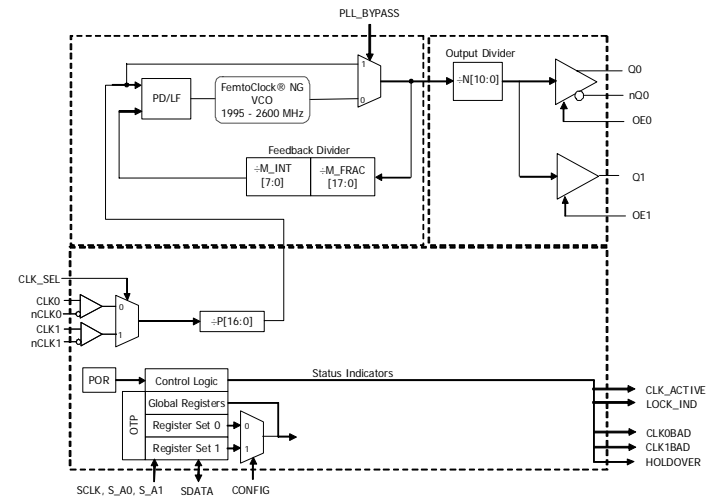 PLL_BYPASS
Output Divider
1
0
PD/LF
FemtoClock® NG
VCO
1995 - 2600 MHz
÷N[10:0]
Q0
nQ0
OE0
Feedback Divider
÷M_INT
[7:0]
÷M_FRAC
[17:0]
Q1
OE1
CLK_SEL
CLK0
nCLK0
CLK1
nCLK1
0
1
÷P[16:0]
POR
Control Logic
Status Indicators
OTP
Global Registers
Register Set 0
Register Set 1
0
1
CLK_ACTIVE
LOCK_IND
CLK0BAD
CLK1BAD
HOLDOVER
SCLK, S_A0, S_A1
SDATA
CONFIG